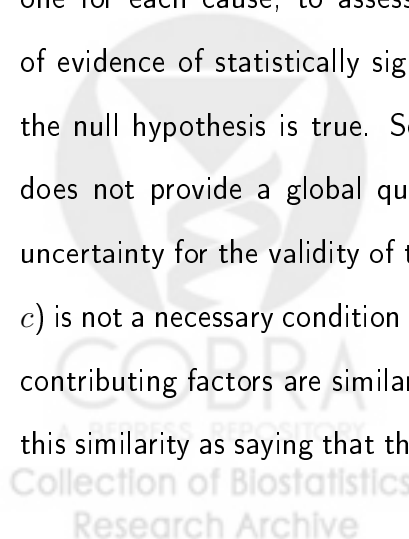 one for each cause, to assess
of evidence of statistically sig
the null hypothesis is true. Se
does not provide a global qu
uncertainty for the validity of t
c) is not a necessary condition
COBRA
contributing factors are similar
A BEPRESS REPOSITORY
this similarity as saying that th
Collection of Biostatistics
Research Archive